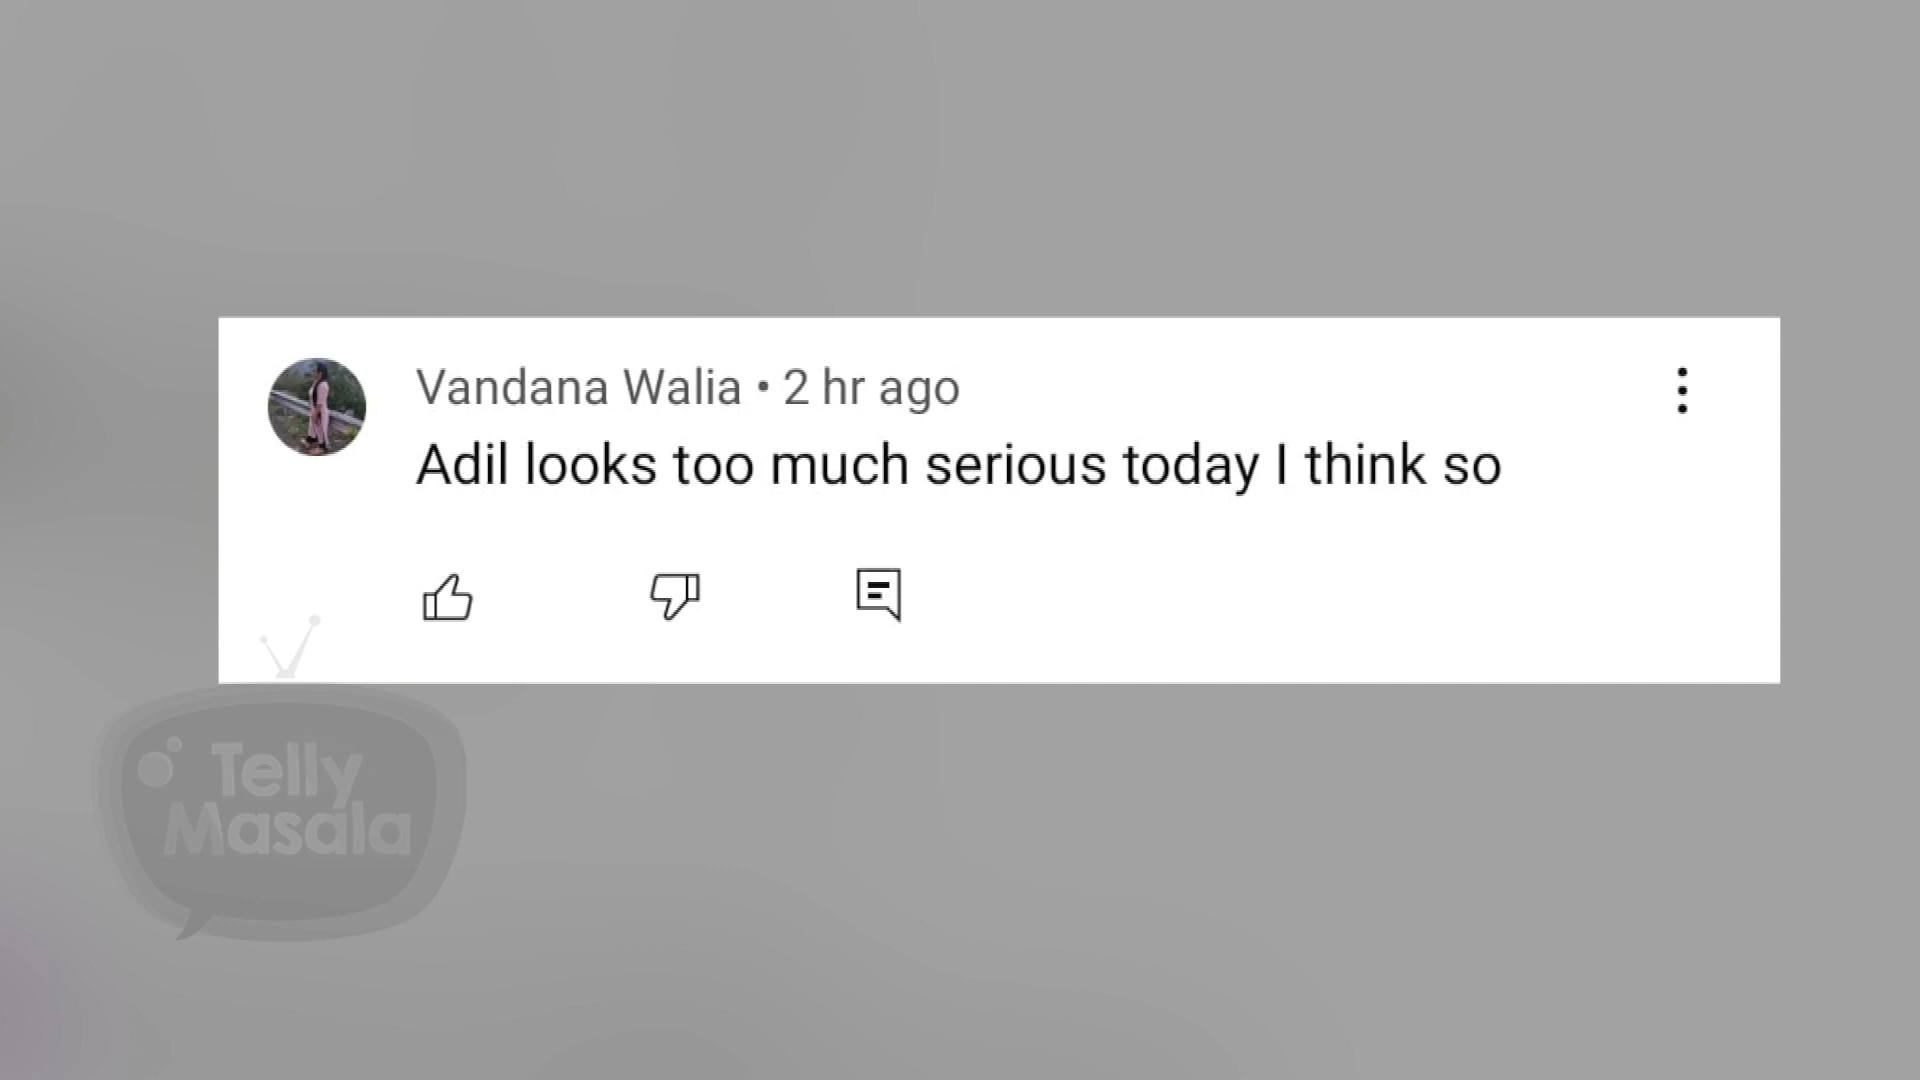 Vandana Walia • 2 hr ago
Adil looks too much serious today I think so
Telly
Masala